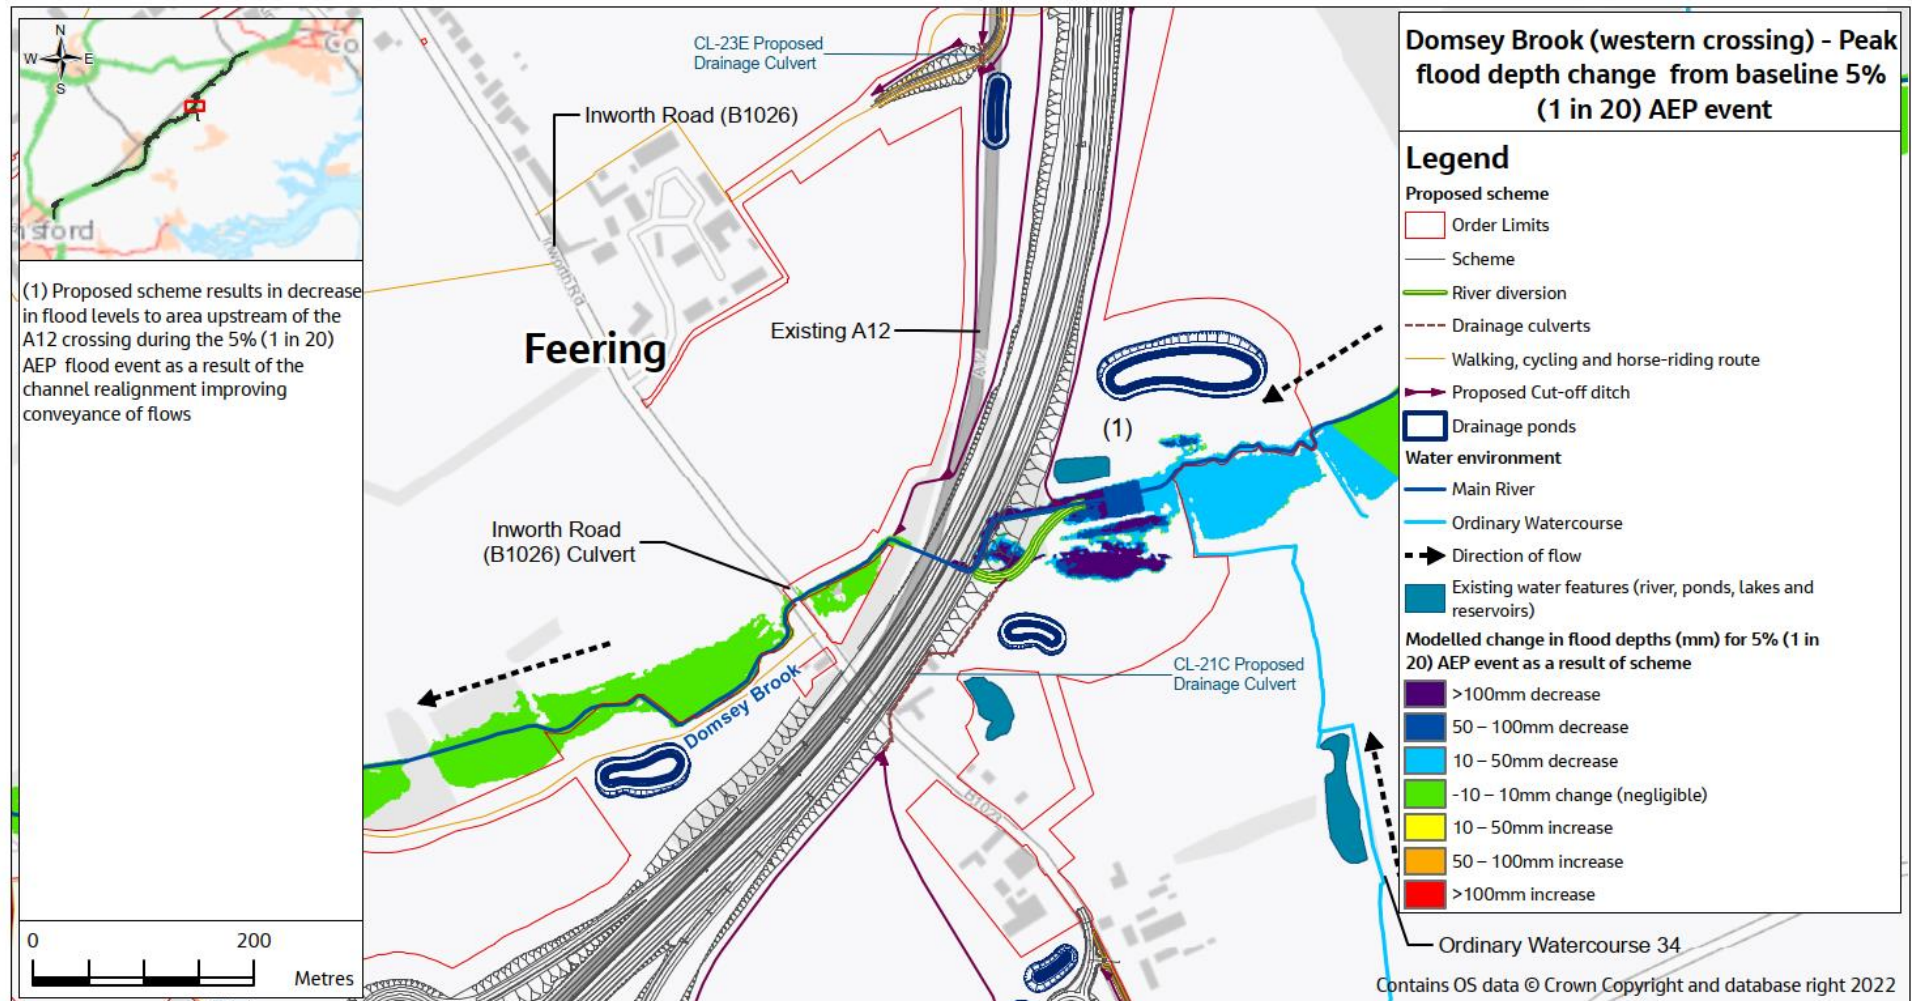 N
W
E
S
Co
nsford
(1) Proposed scheme results in decrease
in flood levels to area upstream of the
A12 crossing during the 5% (1 in 20)
AEP flood event as a result of the
channel realignment improving
conveyance of flows
0 200
Metres
CL-23E Proposed
Drainage Culvert
Inworth Road (B1026)
Inworth Rd
Feering
Existing A12
A12
(1)
Inworth Road
(B1026) Culvert
Domsey Brook
CL-21C Proposed
Drainage Culvert
B1023
Domsey Brook (western crossing) - Peak
flood depth change from baseline 5%
(1 in 20) AEP event
Legend
Proposed scheme
Order Limits
Scheme
River diversion
Drainage culverts
Walking, cycling and horse-riding route
Proposed Cut-off ditch
Drainage ponds
Water environment
Main River
Ordinary Watercourse
Direction of flow
Existing water features (river, ponds, lakes and
reservoirs)
Modelled change in flood depths (mm) for 5% (1 in
20) AEP event as a result of scheme
>100mm decrease
50 – 100mm decrease
10 – 50mm decrease
-10 – 10mm change (negligible)
10 – 50mm increase
50 – 100mm increase
>100mm increase
Ordinary Watercourse 34
Contains OS data © Crown Copyright and database right 2022